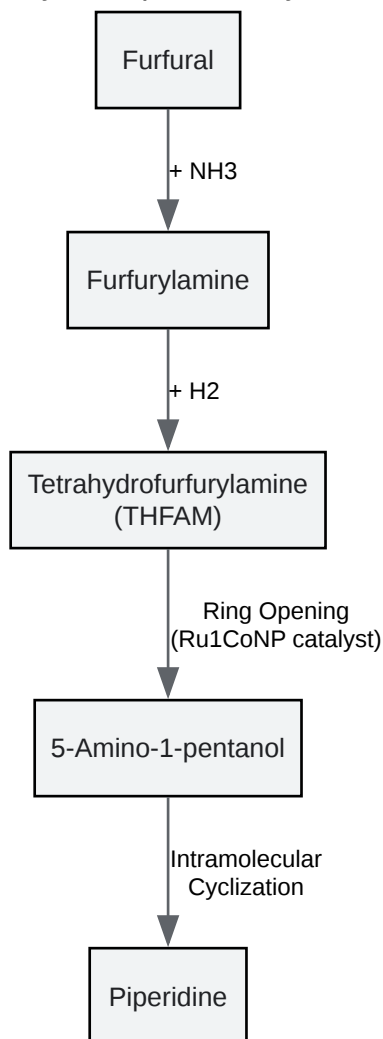 Furfural
+ NH3
Furfurylamine
+ H2
Tetrahydrofurfurylamine
(THFAM)
Ring Opening
(Ru1CoNP catalyst)
5-Amino-1-pentanol
Intramolecular
Cyclization
Piperidine